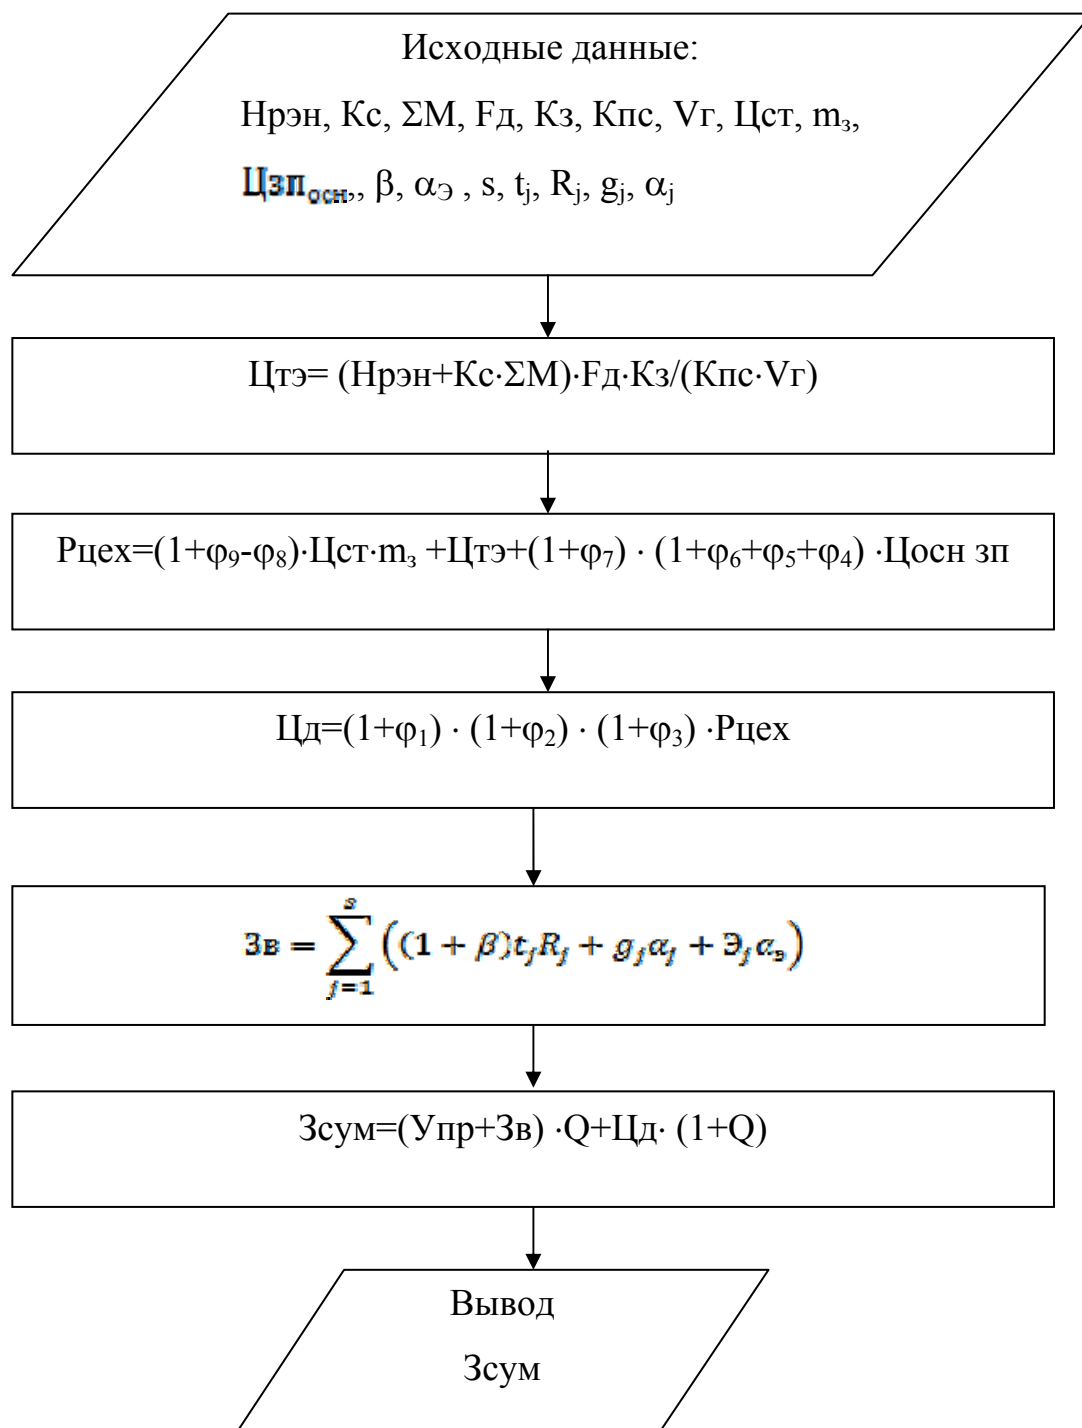 Исходные данные:
Нрэн, Кс, ΣМ, Fд, Кз, Кпс, Vг, Цст, mз,
Цзпосн,, β, αЭ , s, tj, Rj, gj, αj
Цтэ= (Нрэн+Кс·ΣМ)·Fд·Кз/(Кпс·Vг)
Рцех=(1+φ9-φ8)·Цст·mз +Цтэ+(1+φ7) · (1+φ6+φ5+φ4) ·Цосн зп
Цд=(1+φ1) · (1+φ2) · (1+φ3) ·Рцех
Зв = ∑j=1s ((1 + β)tjRj + gjαj + Эjαэ)
Зсум=(Упр+Зв) ·Q+Цд· (1+Q)
Вывод
Зсум